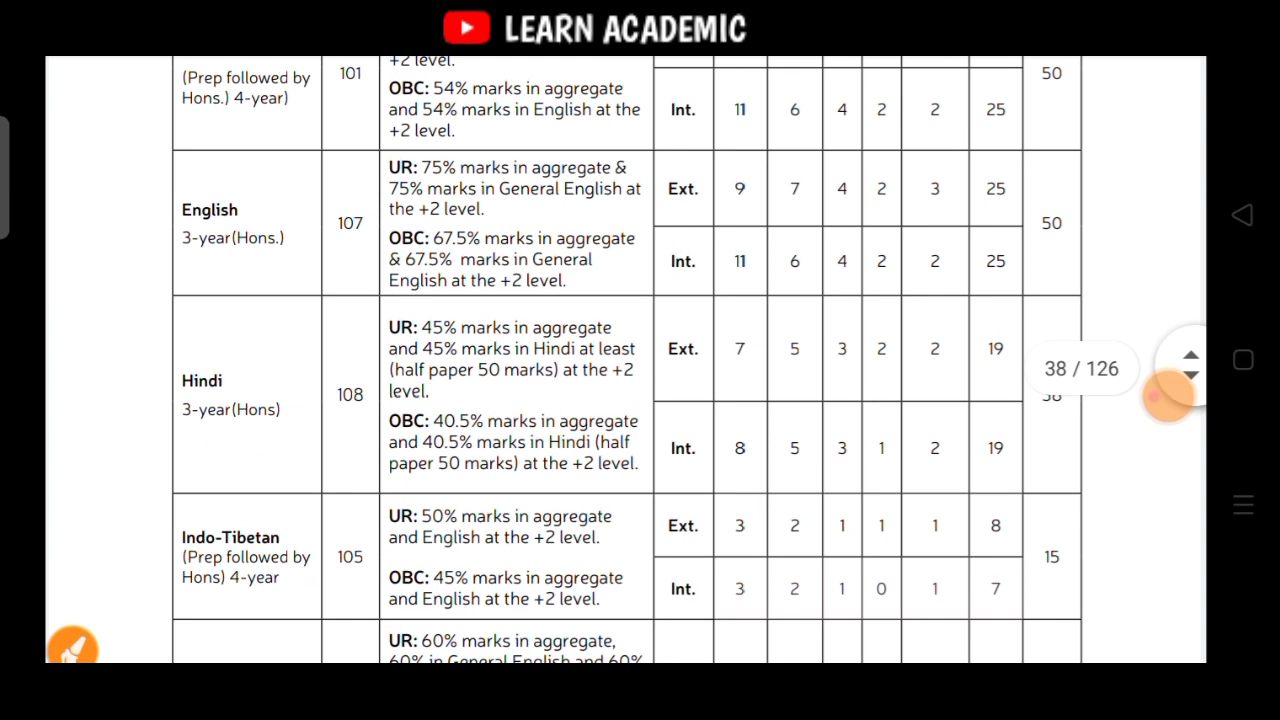 LEARN ACADEMIC
+2 level.
(Prep followed by
Hons.) 4-year)
101
OBC: 54% marks in aggregate
and 54% marks in English at the
+2 level.
Int. 11 6 4 2 2 25
50
English
3-year(Hons.)
107
UR: 75% marks in aggregate &
75% marks in General English at
the +2 level.
OBC: 67.5% marks in aggregate
& 67.5% marks in General
English at the +2 level.
Ext. 9 7 4 2 3 25
Int. 11 6 4 2 2 25
50
Hindi
3-year(Hons)
108
UR: 45% marks in aggregate
and 45% marks in Hindi at least
(half paper 50 marks) at the +2
level.
OBC: 40.5% marks in aggregate
and 40.5% marks in Hindi (half
paper 50 marks) at the +2 level.
Ext. 7 5 3 2 2 19
Int. 8 5 3 1 2 19
38 / 126
Indo-Tibetan
(Prep followed by
Hons) 4-year
105
UR: 50% marks in aggregate
and English at the +2 level.
OBC: 45% marks in aggregate
and English at the +2 level.
Ext. 3 2 1 1 1 8
Int. 3 2 1 0 1 7
15
UR: 60% marks in aggregate,
60% in General English and 60%